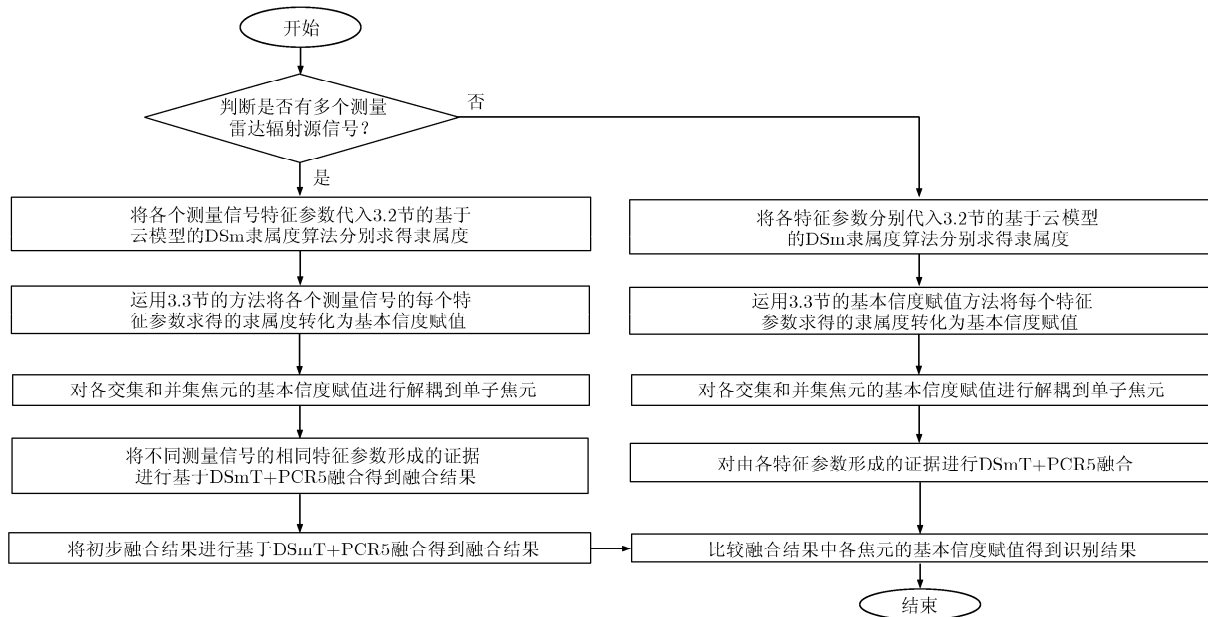 开始
判断是否有多个测量
雷达辐射源信号?
否
是
将各个测量信号特征参数代入3.2节的基于
云模型的DSm隶属度算法分别求得隶属度
运用3.3节的方法将各个测量信号的每个特
征参数求得的隶属度转化为基本信度赋值
对各交集和并集焦元的基本信度赋值进行解耦到单子焦元
将不同测量信号的相同特征参数形成的证据
进行基于DSmT+PCR5融合得到融合结果
将初步融合结果进行基于DSmT+PCR5融合得到融合结果
将各特征参数分别代入3.2节的基于云模型
的DSm隶属度算法分别求得隶属度
运用3.3节的基本信度赋值方法将每个特征
参数求得的隶属度转化为基本信度赋值
对各交集和并集焦元的基本信度赋值进行解耦到单子焦元
对由各特征参数形成的证据进行DSmT+PCR5融合
比较融合结果中各焦元的基本信度赋值得到识别结果
结束